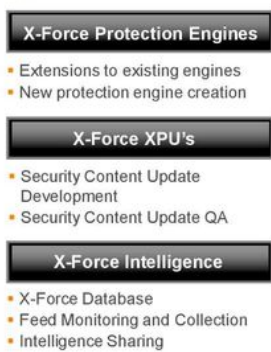 X-Force Protection Engines
▪ Extensions to existing engines
▪ New protection engine creation
X-Force XPU's
▪ Security Content Update
Development
▪ Security Content Update QA
X-Force Intelligence
▪ X-Force Database
▪ Feed Monitoring and Collection
▪ Intelligence Sharing